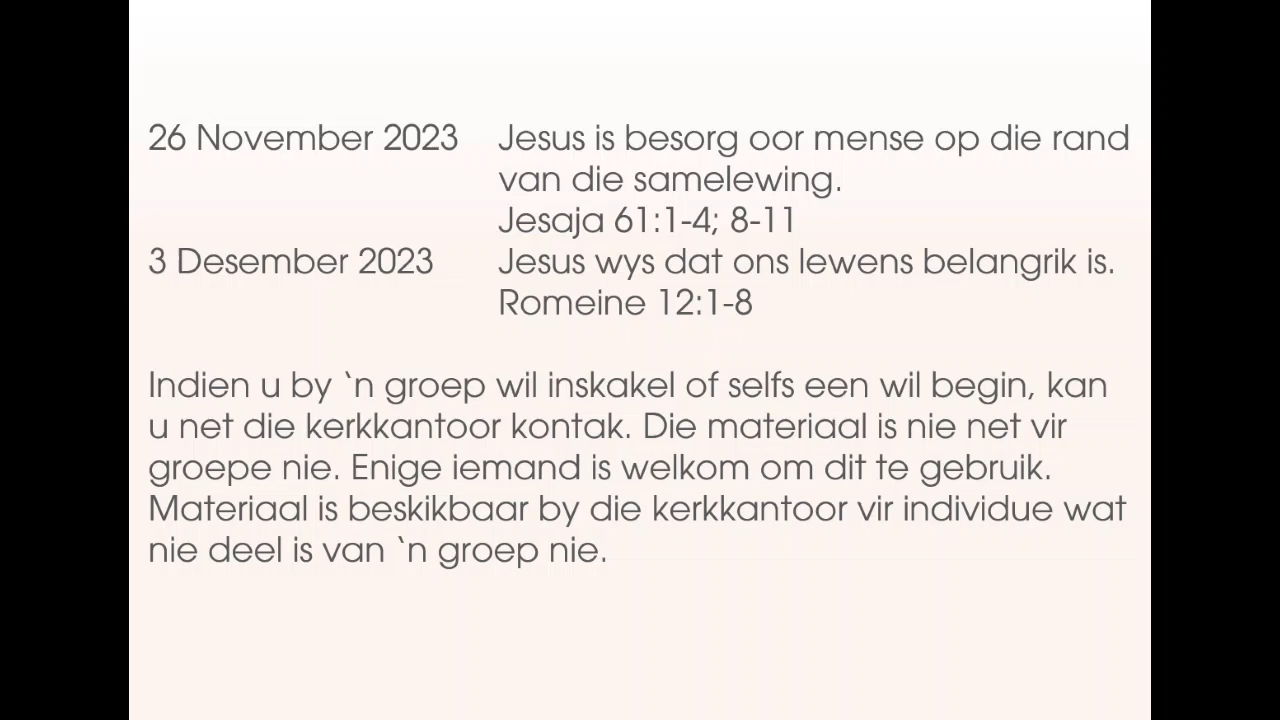 26 November 2023 Jesus is besorg oor mense op die rand
van die samelewing.
Jesaja 61:1-4; 8-11
3 Desember 2023 Jesus wys dat ons lewens belangrik is.
Romeine 12:1-8
Indien u by `n groep wil inskakel of selfs een wil begin, kan
u net die kerkkantoor kontak. Die materiaal is nie net vir
groepe nie. Enige iemand is welkom om dit te gebruik.
Materiaal is beskikbaar by die kerkkantoor vir individue wat
nie deel is van `n groep nie.